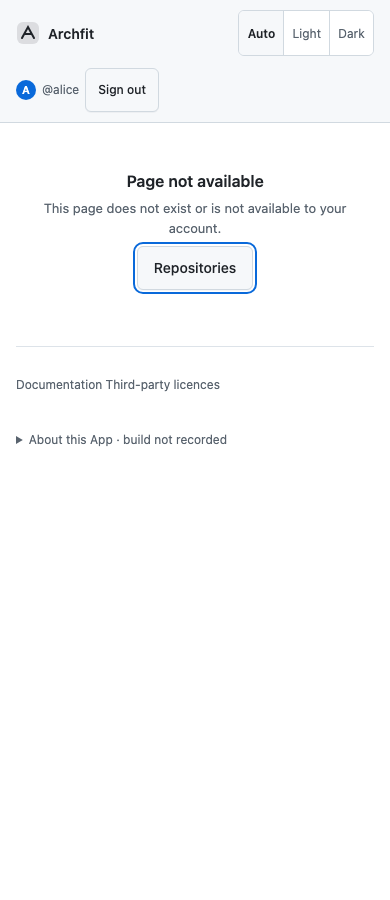 Archfit
Auto Light Dark
A @alice Sign out
Page not available
This page does not exist or is not available to your
account.
Repositories
Documentation Third-party licences
About this App · build not recorded